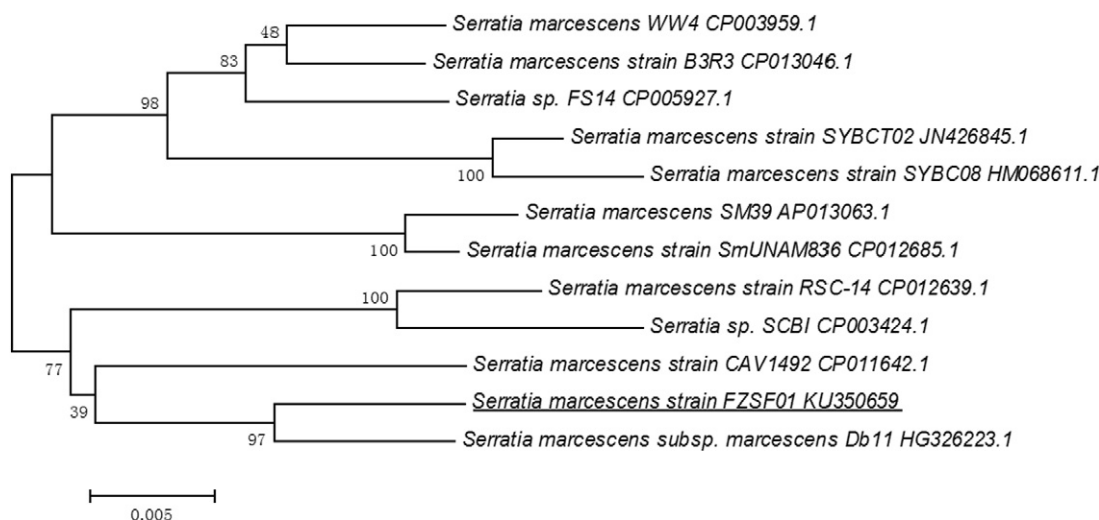 Serratia marcescens WW4 CP003959.1
48
Serratia marcescens strain B3R3 CP013046.1
83
Serratia sp. FS14 CP005927.1
98
Serratia marcescens strain SYBCT02 JN426845.1
100
Serratia marcescens strain SYBC08 HM068611.1
Serratia marcescens SM39 AP013063.1
100
Serratia marcescens strain SmUNAM836 CP012685.1
Serratia marcescens strain RSC-14 CP012639.1
100
Serratia sp. SCBI CP003424.1
77
Serratia marcescens strain CAV1492 CP011642.1
39
Serratia marcescens strain FZSF01 KU350659
97
Serratia marcescens subsp. marcescens Db11 HG326223.1
0.005